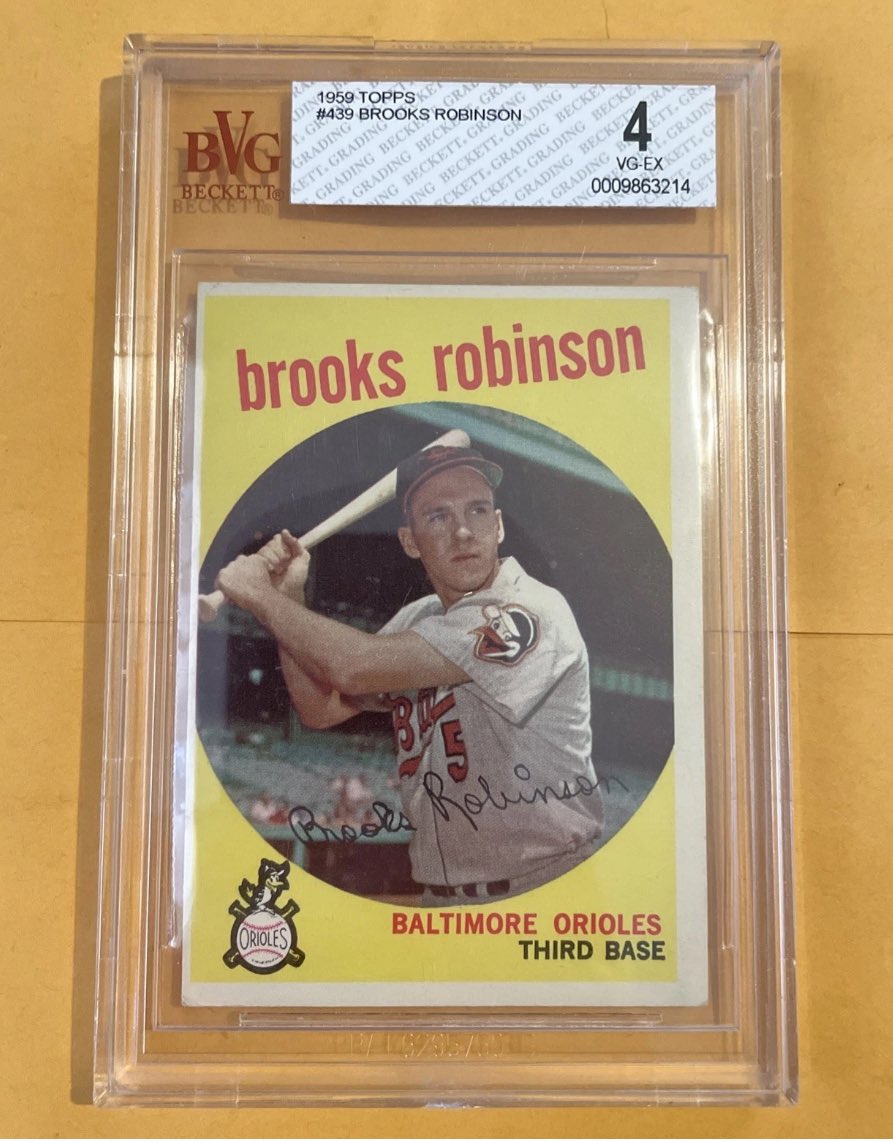 1959 TOPPS
#439 BROOKS ROBINSON
4
VG-EX
0009863214
BVG
BECKETT®
brooks robinson
5
Brooks Robinson
ORIOLES
BALTIMORE ORIOLES
THIRD BASE